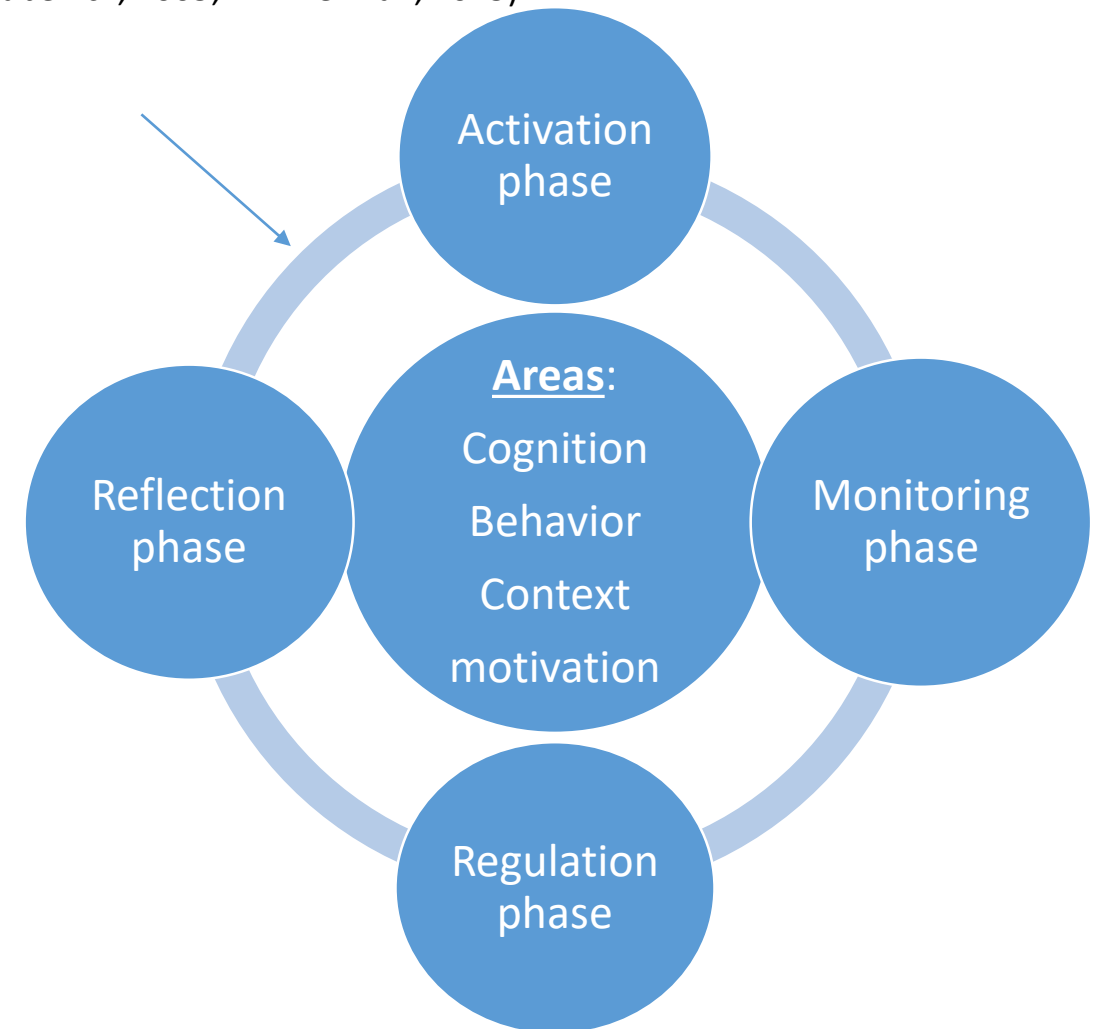 Activation
phase
Areas:
Cognition
Behavior
Context
motivation
Reflection
phase
Monitoring
phase
Regulation
phase